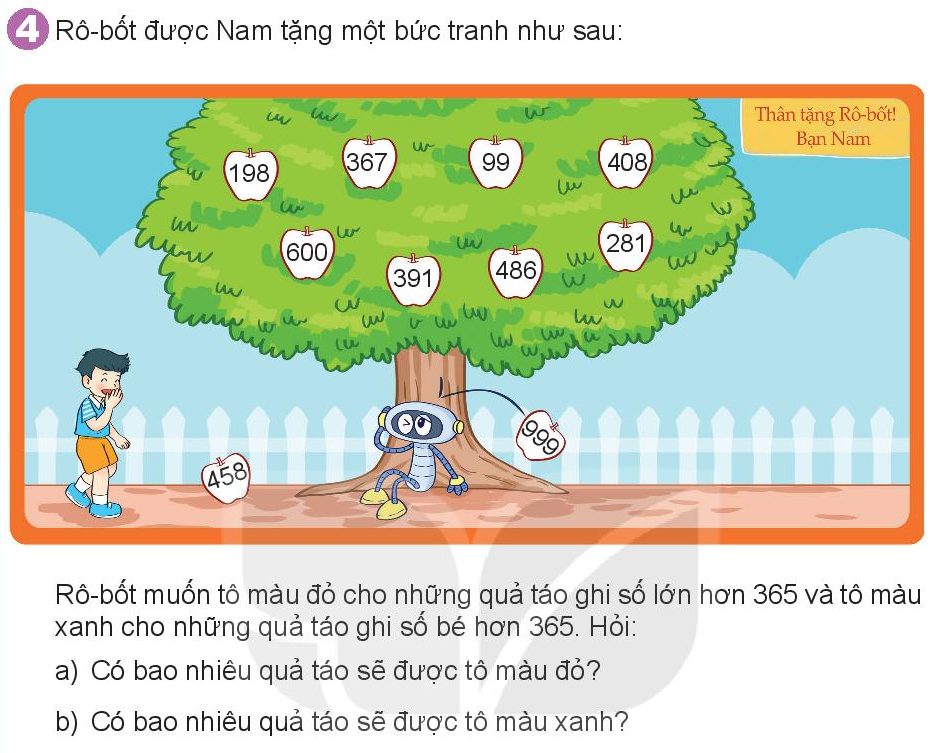 4 Rô-bốt được Nam tặng một bức tranh như sau:
Thân tặng Rô-bốt!
Bạn Nam
198
367
99
408
600
391
486
281
999
458
Rô-bốt muốn tô màu đỏ cho những quả táo ghi số lớn hơn 365 và tô màu
xanh cho những quả táo ghi số bé hơn 365. Hỏi:
a) Có bao nhiêu quả táo sẽ được tô màu đỏ?
b) Có bao nhiêu quả táo sẽ được tô màu xanh?